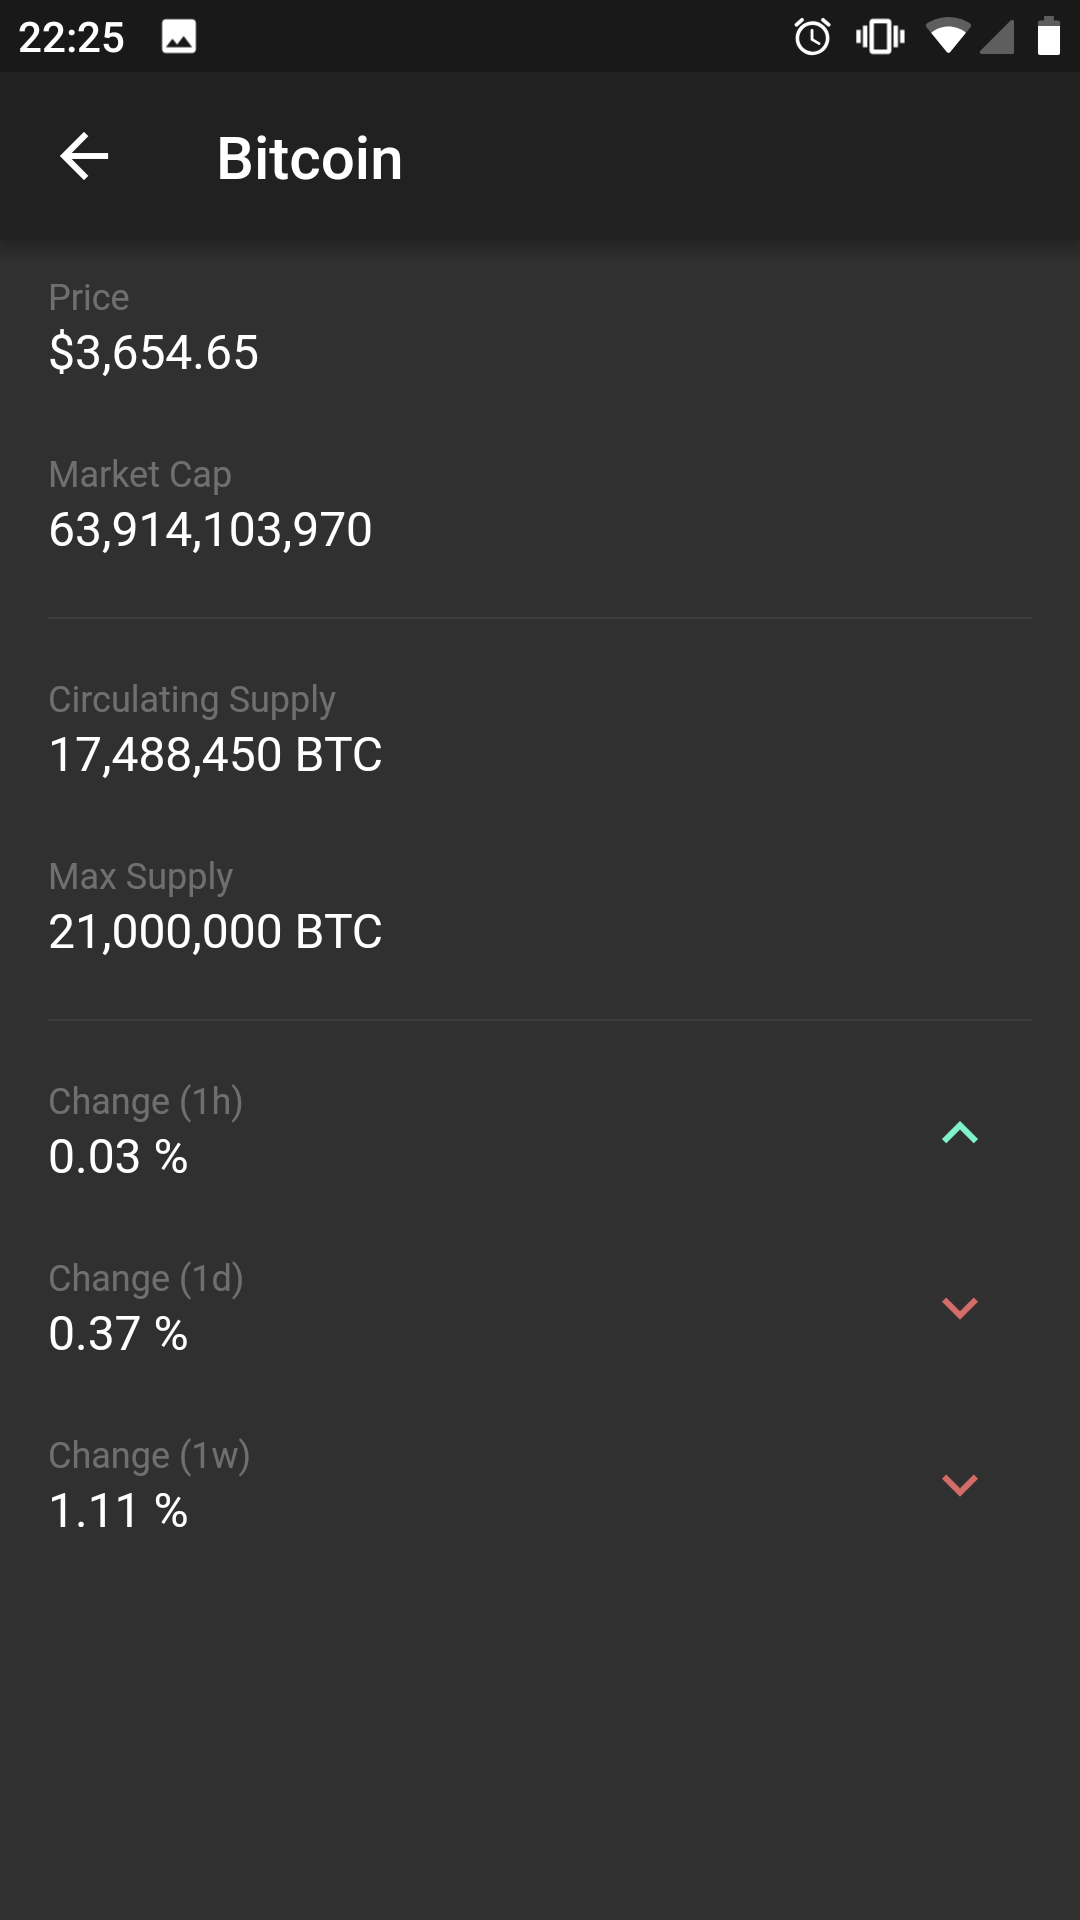 22:25
Bitcoin
Price
$3,654.65
Market Cap
63,914,103,970
Circulating Supply
17,488,450 BTC
Max Supply
21,000,000 BTC
Change (1h)
0.03 %
Change (1d)
0.37 %
Change (1w)
1.11 %